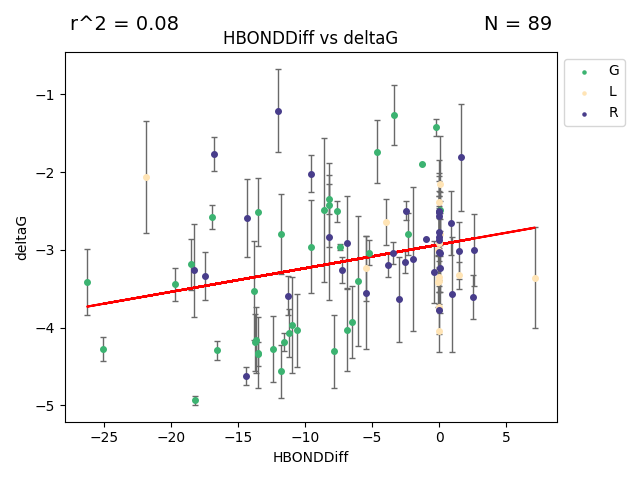 r^2 = 0.08
N = 89
HBONDDiff vs deltaG
G
L
R
deltaG
−1
−2
−3
−4
−5
−25
−20
−15
−10
−5
0
5
HBONDDiff